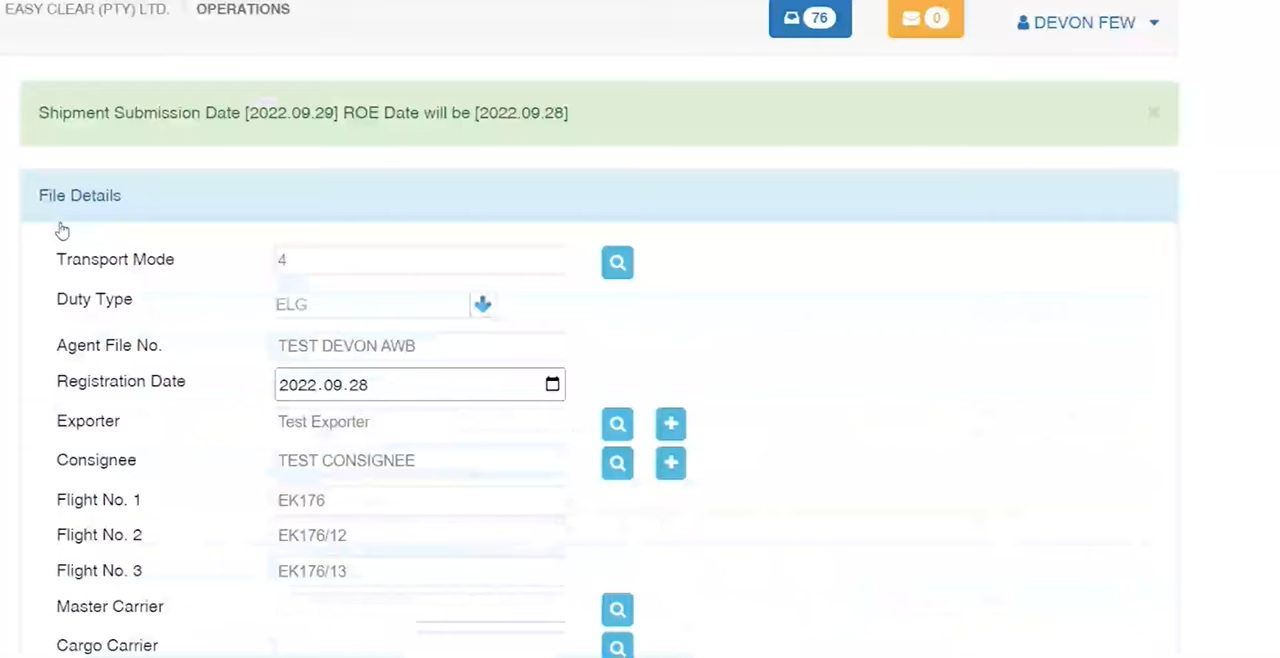 EASY CLEAR (PTY) LTD. OPERATIONS 76 0 DEVON FEW
Shipment Submission Date [2022.09.29] ROE Date will be [2022.09.28] ×
File Details
Transport Mode 4
Duty Type ELG
Agent File No. TEST DEVON AWB
Registration Date 2022.09.28
Exporter Test Exporter
Consignee TEST CONSIGNEE
Flight No. 1 EK176
Flight No. 2 EK176/12
Flight No. 3 EK176/13
Master Carrier
Cargo Carrier